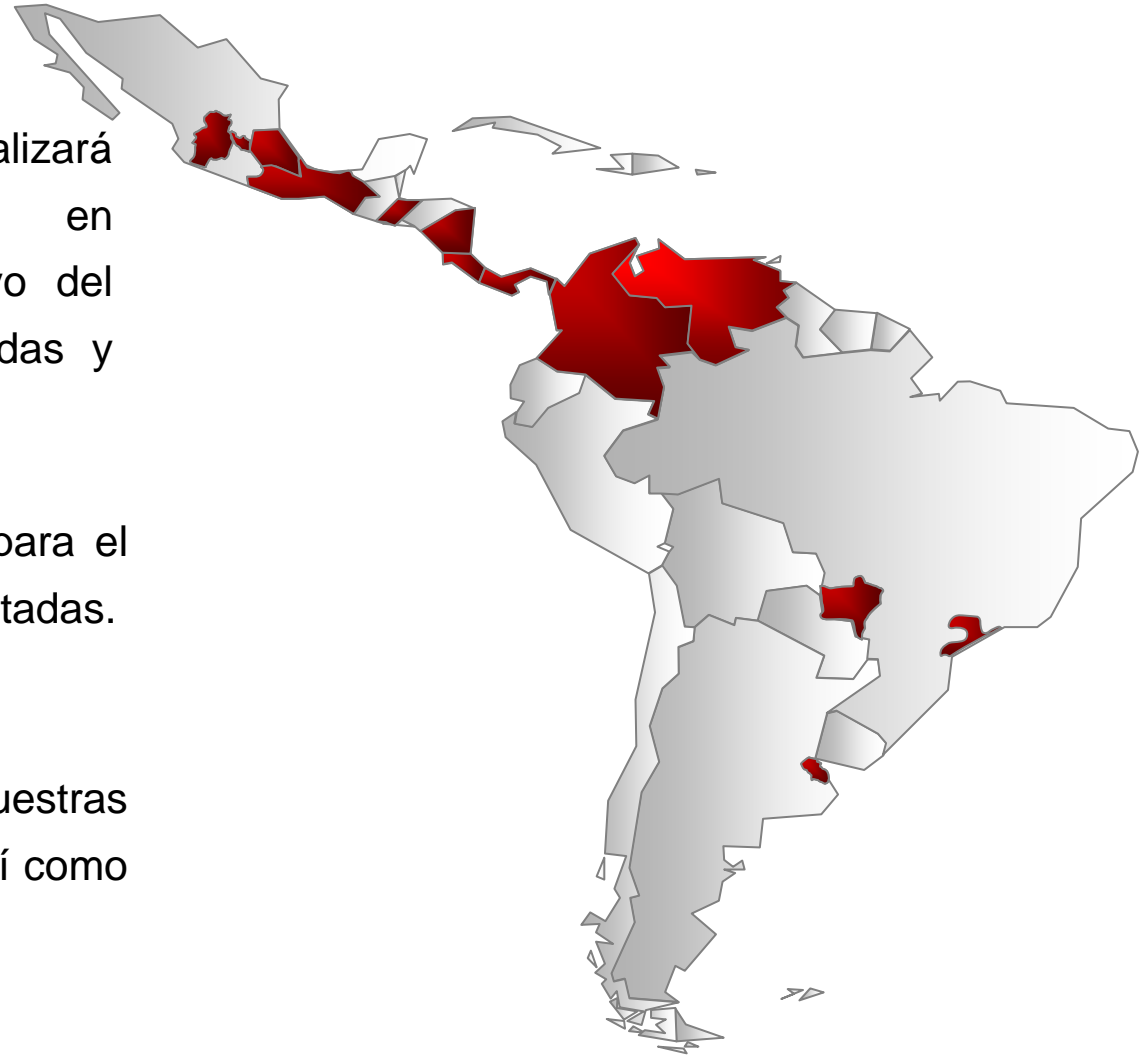 alizará
en
vo del
das y
para el
tadas.
uestras
í como